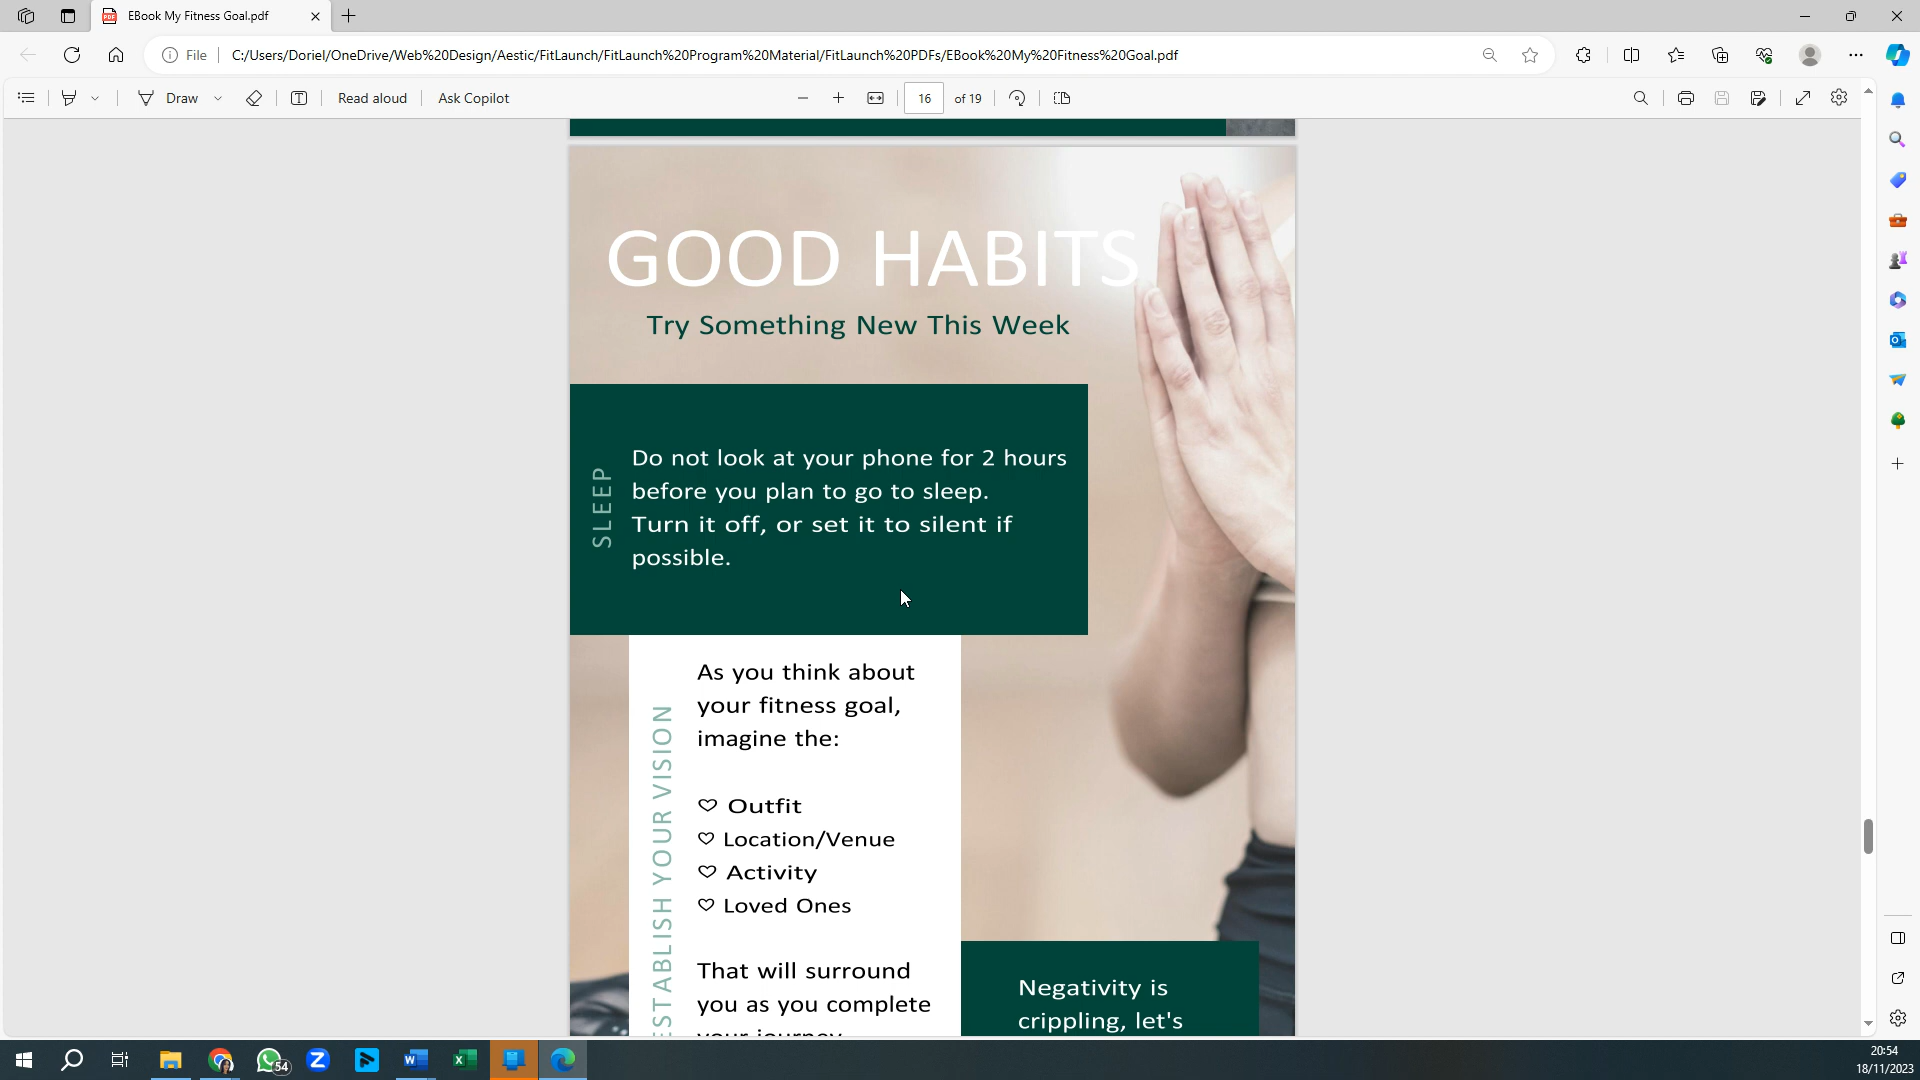 EBook My Fitness Goal.pdf
File
C:/Users/Doriel/OneDrive/Web%20Design/Aestic/FitLaunch/FitLaunch%20Program%20Material/FitLaunch%20PDFs/EBook%20My%20Fitness%20Goal.pdf
Draw
Read aloud
Ask Copilot
16 of 19
GOOD HABITS
Try Something New This Week
SLEEP
Do not look at your phone for 2 hours
before you plan to go to sleep.
Turn it off, or set it to silent if
possible.
ESTABLISH YOUR VISION
As you think about
your fitness goal,
imagine the:
Outfit
Location/Venue
Activity
Loved Ones
That will surround
you as you complete
your journey
Negativity is
crippling, let's
54
20:54
18/11/2023